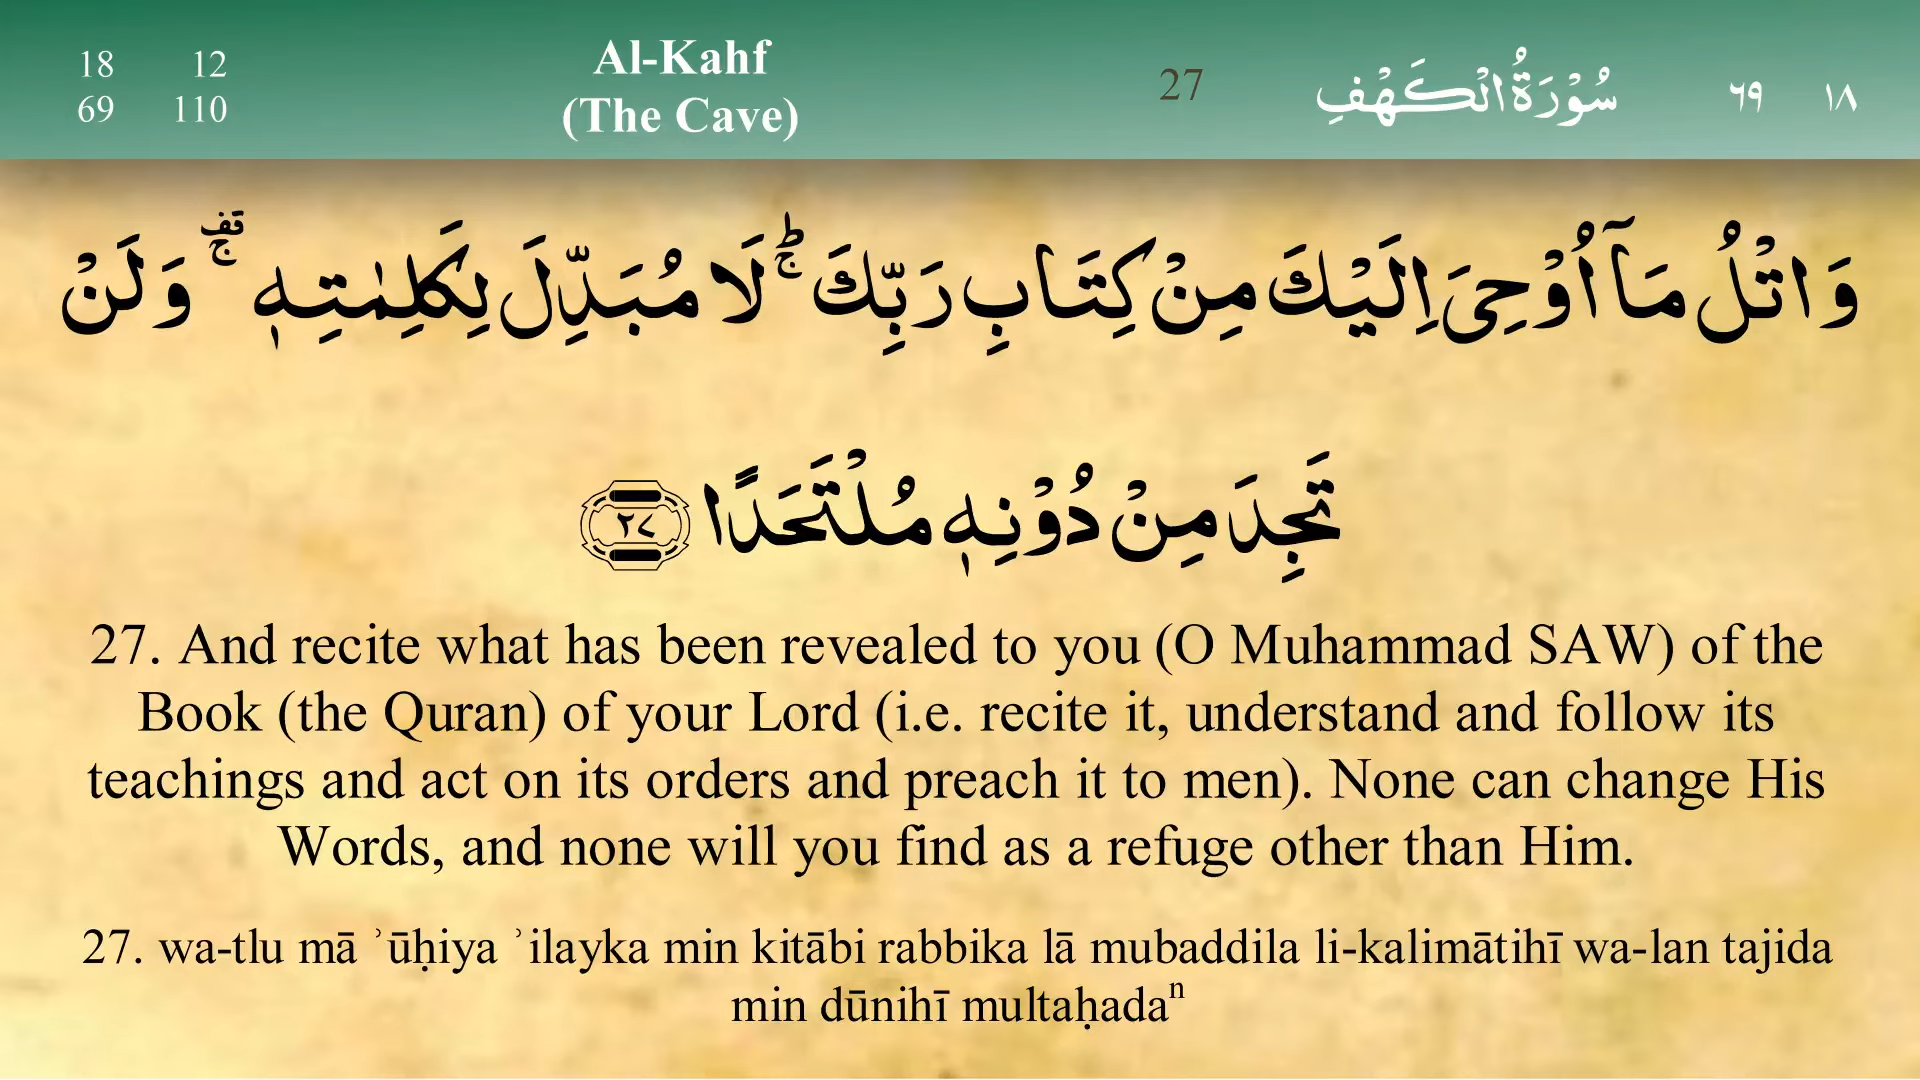 18 12
69 110
Al-Kahf
(The Cave)
27
سُوْرَةُ الْكَهْفِ
٦٩ ١٨
وَاتْلُ مَآ اُوْحِيَ اِلَيْكَ مِنْ كِتَابِ رَبِّكَ ۚؕ لَا مُبَدِّلَ لِكَلِمٰتِهٖ ۚقف وَلَنْ
تَجِدَ مِنْ دُوْنِهٖ مُلْتَحَدًا ٢٧
27. And recite what has been revealed to you (O Muhammad SAW) of the
Book (the Quran) of your Lord (i.e. recite it, understand and follow its
teachings and act on its orders and preach it to men). None can change His
Words, and none will you find as a refuge other than Him.
27. wa-tlu mā ʾūḥiya ʾilayka min kitābi rabbika lā mubaddila li-kalimātihī wa-lan tajida
min dūnihī multaḥadaⁿ